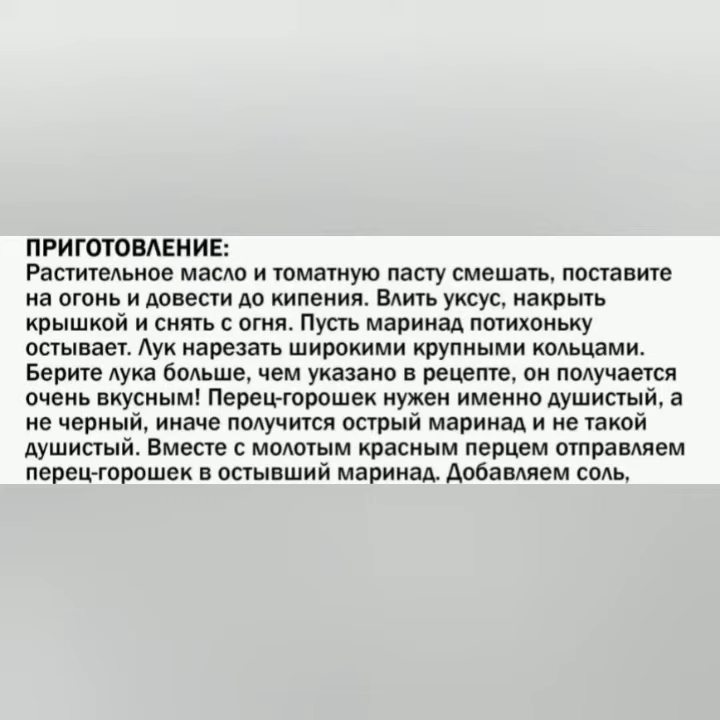 ПРИГОТОВЛЕНИЕ:
Растительное масло и томатную пасту смешать, поставите
на огонь и довести до кипения. Влить уксус, накрыть
крышкой и снять с огня. Пусть маринад потихоньку
остывает. Лук нарезать широкими крупными кольцами.
Берите лука больше, чем указано в рецепте, он получается
очень вкусным! Перец-горошек нужен именно душистый, а
не черный, иначе получится острый маринад и не такой
душистый. Вместе с молотым красным перцем отправляем
перец-горошек в остывший маринад. Добавляем соль,